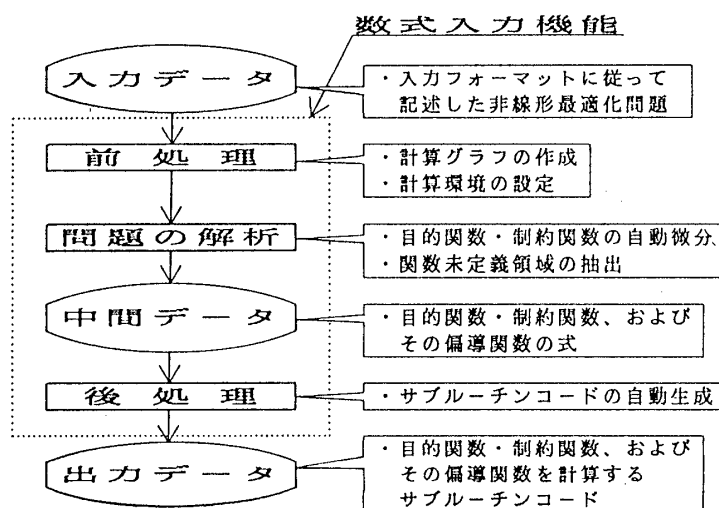 数式入力機能
入力データ
・入力フォーマットに従って
記述した非線形最適化問題
前処理
・計算グラフの作成
・計算環境の設定
問題の解析
・目的関数・制約関数の自動微分、
・関数未定義領域の抽出
中間データ
・目的関数・制約関数、および
その偏導関数の式
後処理
・サブルーチンコードの自動生成
出力データ
・目的関数・制約関数、および
その偏導関数を計算する
サブルーチンコード